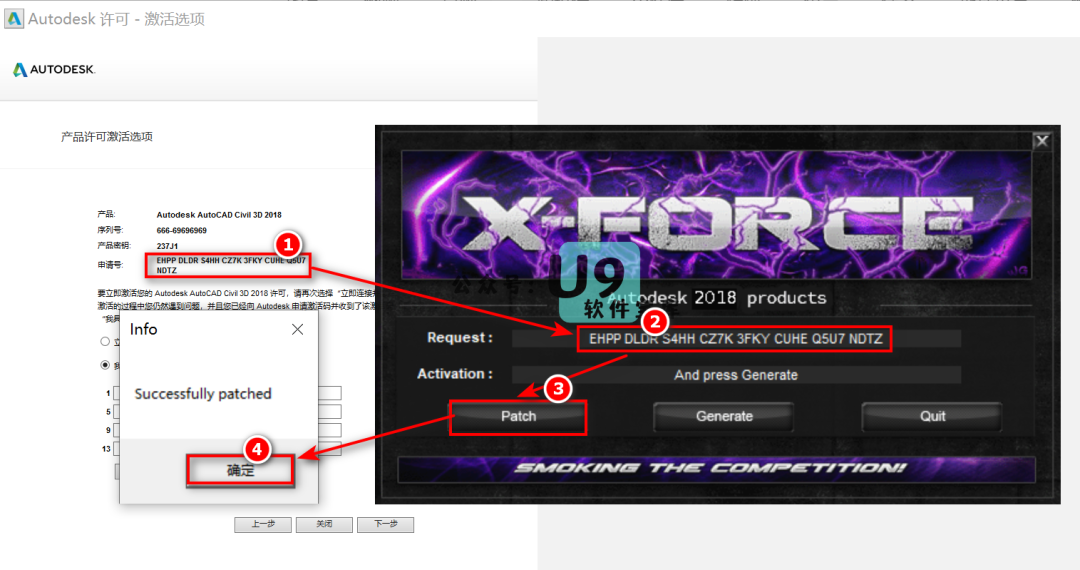 Autodesk 许可 - 激活选项
AUTODESK.
产品许可激活选项
产品: Autodesk AutoCAD Civil 3D 2018
序列号: 666-69696969
产品密钥: 237J1
申请号: EHPP DLDR S4HH CZ7K 3FKY CUHE Q5U7
NDTZ
要立即激活您的 Autodesk AutoCAD Civil 3D 2018 许可，请再次选择 "立即连接并
激活的过程中您仍然遇到问题，并且您已经向 Autodesk 申请激活码并收到了该激
"我具
立
我
1
5
9
13
上一步
关闭
下一步
1
2
3
4
Info
Successfully patched
确定
X-FORCE
公众号:
U9
软件
Autodesk 2018 products
Request : EHPP DLDR S4HH CZ7K 3FKY CUHE Q5U7 NDTZ
Activation : And press Generate
Patch
Generate
Quit
SMOKING THE COMPETITION!